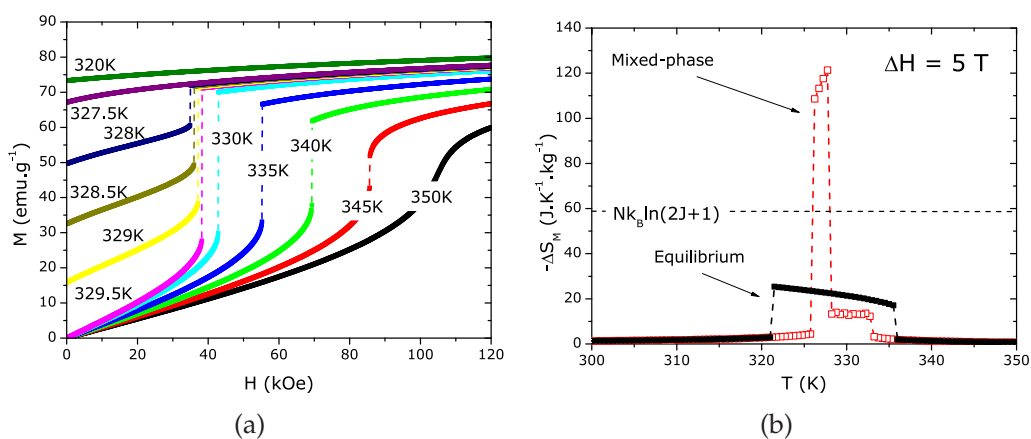 (a)
M (emu.g⁻¹)
90
80
70
60
50
40
30
20
10
0
320K
327.5K
328K
328.5K
329K
329.5K
330K
335K
340K
345K
350K
0 20 40 60 80 100 120
H (kOe)
(b)
-ΔS_M (J.K⁻¹.kg⁻¹)
140
120
100
80
60
40
20
0
Mixed-phase
ΔH = 5 T
Nk_Bln(2J+1)
Equilibrium
300 310 320 330 340 350
T (K)
(a)
(b)